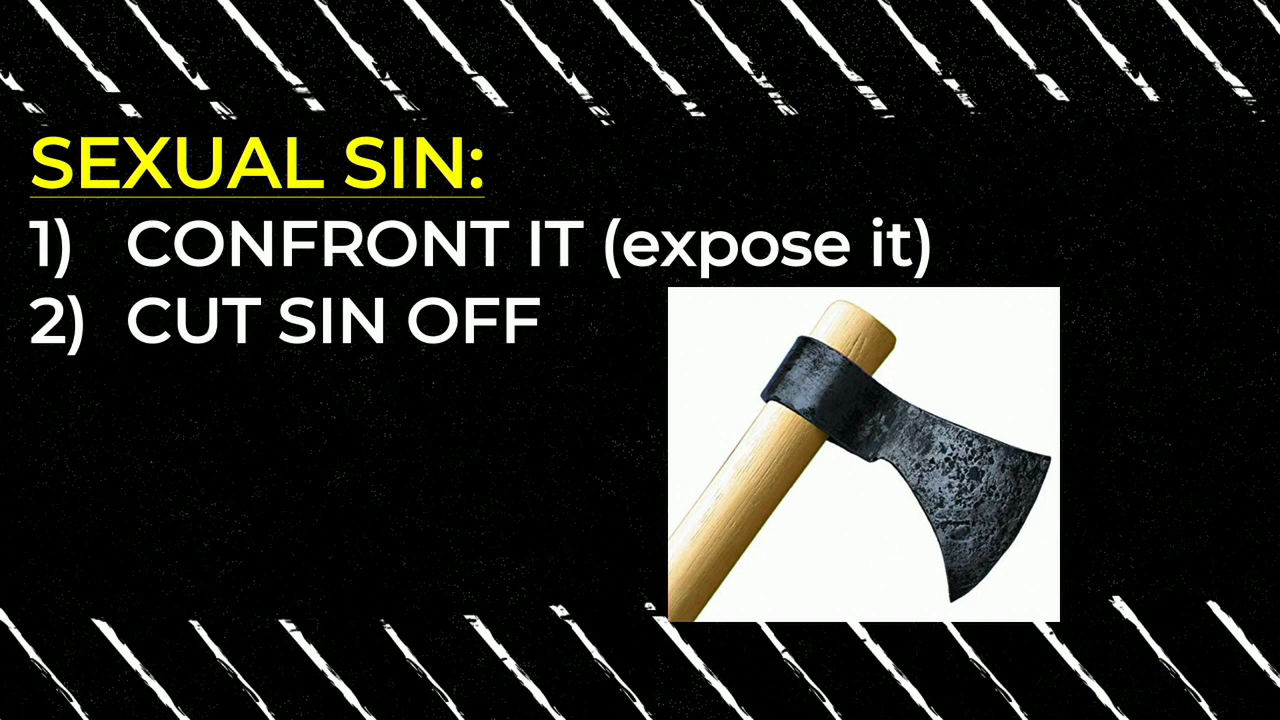 SEXUAL SIN:
1) CONFRONT IT (expose it)
2) CUT SIN OFF